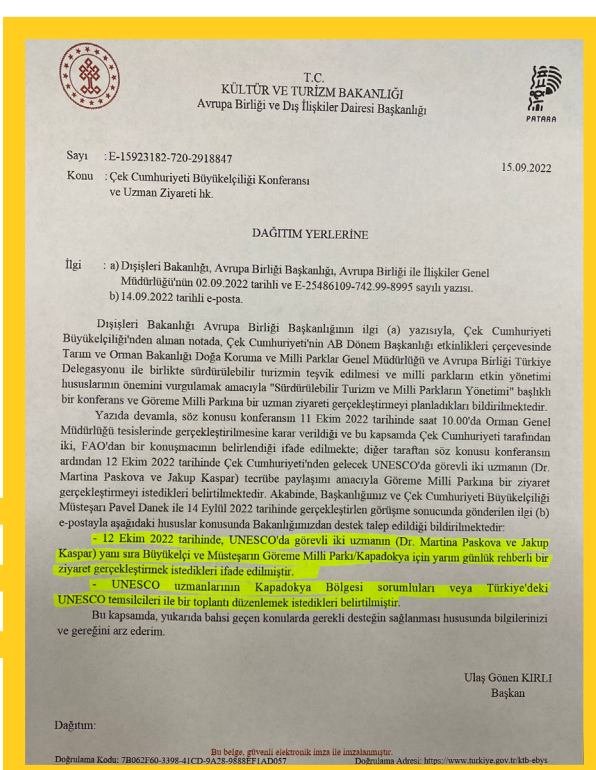 PATARA
T.C.
KÜLTÜR VE TURİZM BAKANLIĞI
Avrupa Birliği ve Dış İlişkiler Dairesi Başkanlığı
Sayı : E-15923182-720-2918847
15.09.2022
Konu : Çek Cumhuriyeti Büyükelçiliği Konferansı
ve Uzman Ziyareti hk.
DAĞITIM YERLERİNE
İlgi : a) Dışişleri Bakanlığı, Avrupa Birliği Başkanlığı, Avrupa Birliği ile İlişkiler Genel
Müdürlüğü'nün 02.09.2022 tarihli ve E-25486109-742.99-8995 sayılı yazısı.
b) 14.09.2022 tarihli e-posta.
Dışişleri Bakanlığı Avrupa Birliği Başkanlığının ilgi (a) yazısıyla, Çek Cumhuriyeti
Büyükelçiliği'nden alınan notada, Çek Cumhuriyeti'nin AB Dönem Başkanlığı etkinlikleri çerçevesinde
Tarım ve Orman Bakanlığı Doğa Koruma ve Milli Parklar Genel Müdürlüğü ve Avrupa Birliği Türkiye
Delegasyonu ile birlikte sürdürülebilir turizmin teşvik edilmesi ve milli parkların etkin yönetimi
hususlarının önemini vurgulamak amacıyla "Sürdürülebilir Turizm ve Milli Parkların Yönetimi" başlıklı
bir konferans ve Göreme Milli Parkına bir uzman ziyareti gerçekleştirmeyi planladıkları bildirilmektedir.
Yazıda devamla, söz konusu konferansın 11 Ekim 2022 tarihinde saat 10.00'da Orman Genel
Müdürlüğü tesislerinde gerçekleştirilmesine karar verildiği ve bu kapsamda Çek Cumhuriyeti tarafından
iki, FAO'dan bir konuşmacının belirlendiği ifade edilmekte; diğer taraftan söz konusu konferansın
ardından 12 Ekim 2022 tarihinde Çek Cumhuriyeti'nden gelecek UNESCO'da görevli iki uzmanın (Dr.
Martina Paskova ve Jakup Kaspar) tecrübe paylaşımı amacıyla Göreme Milli Parkına bir ziyaret
gerçekleştirmeyi istedikleri belirtilmektedir. Akabinde, Başkanlığımız ve Çek Cumhuriyeti Büyükelçiliği
Müsteşarı Pavel Danek ile 14 Eylül 2022 tarihinde gerçekleştirilen görüşme sonucunda gönderilen ilgi (b)
e-postayla aşağıdaki hususlar konusunda Bakanlığımızdan destek talep edildiği bildirilmektedir:
- 12 Ekim 2022 tarihinde, UNESCO'da görevli iki uzmanın (Dr. Martina Paskova ve Jakup
Kaspar) yanı sıra Büyükelçi ve Müsteşarın Göreme Milli Parkı/Kapadokya için yarım günlük rehberli bir
ziyaret gerçekleştirmek istedikleri ifade edilmiştir.
- UNESCO uzmanlarının Kapadokya Bölgesi sorumluları veya Türkiye'deki
UNESCO temsilcileri ile bir toplantı düzenlemek istedikleri belirtilmiştir.
Bu kapsamda, yukarıda bahsi geçen konularda gerekli desteğin sağlanması hususunda bilgilerinizi
ve gereğini arz ederim.
Ulaş Gönen KIRLI
Başkan
Dağıtım:
Bu belge, güvenli elektronik imza ile imzalanmıştır.
Doğrulama Kodu: 7B062F60-3398-41CD-9A28-9888EF1AD057 Doğrulama Adresi: https://www.turkiye.gov.tr/ktb-ebys